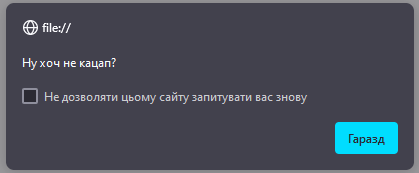 file://
Ну хоч не кацап?
Не дозволяти цьому сайту запитувати вас знову
Гаразд